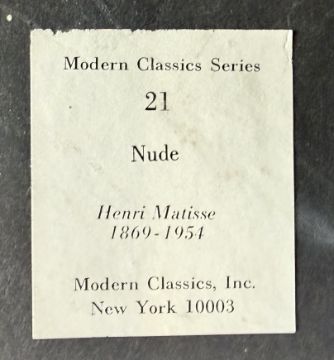 Modern Classics Series
21
Nude
Henri Matisse
1869-1954
Modern Classics, Inc.
New York 10003